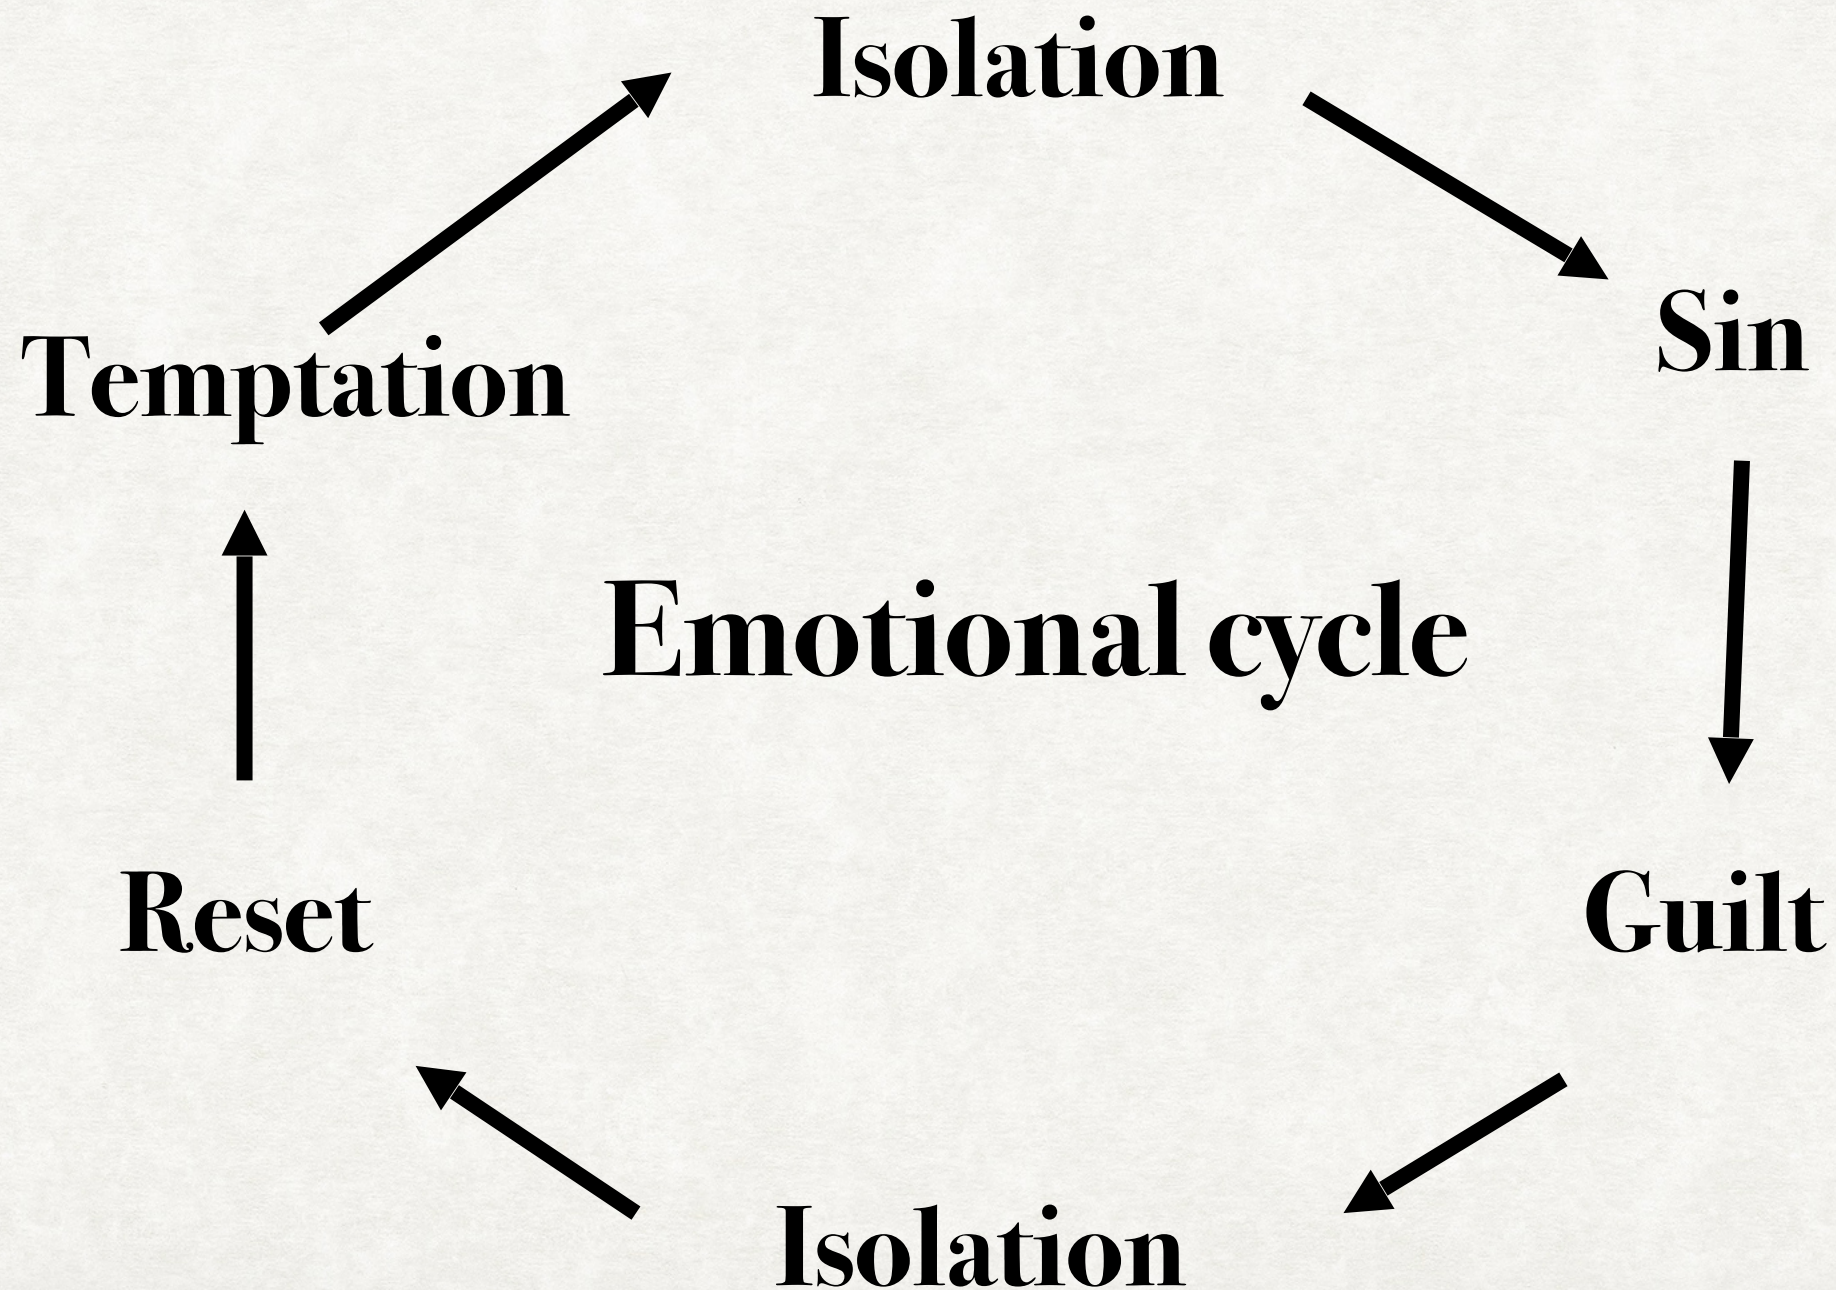 Isolation
Sin
Temptation
Emotional cycle
Reset
Guilt
Isolation